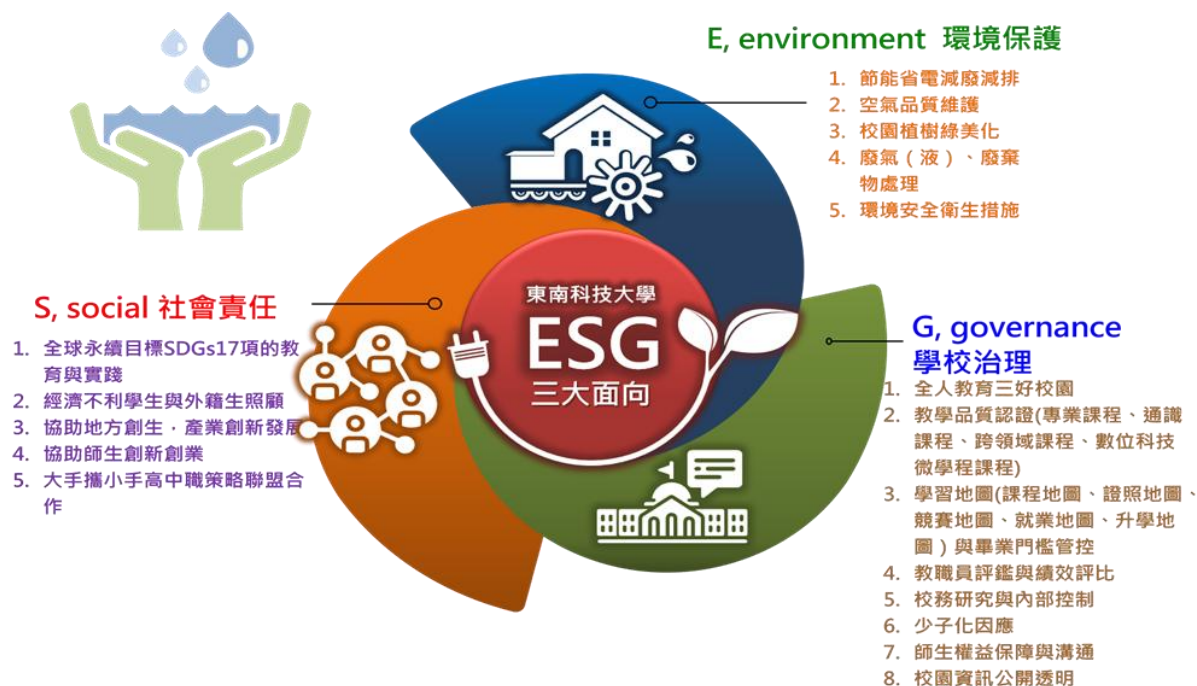 E, environment 環境保護
1. 節能省電減廢減排
2. 空氣品質維護
3. 校園植樹綠美化
4. 廢氣（液）、廢棄
物處理
5. 環境安全衛生措施
東南科技大學
ESG
三大面向
S, social 社會責任
1. 全球永續目標SDGs17項的教
育與實踐
2. 經濟不利學生與外籍生照顧
3. 協助地方創生，產業創新發展
4. 協助師生創新創業
5. 大手攜小手高中職策略聯盟合
作
G, governance
學校治理
1. 全人教育三好校園
2. 教學品質認證(專業課程、通識
課程、跨領域課程、數位科技
微學程課程)
3. 學習地圖(課程地圖、證照地圖、
競賽地圖、就業地圖、升學地
圖）與畢業門檻管控
4. 教職員評鑑與績效評比
5. 校務研究與內部控制
6. 少子化因應
7. 師生權益保障與溝通
8. 校園資訊公開透明